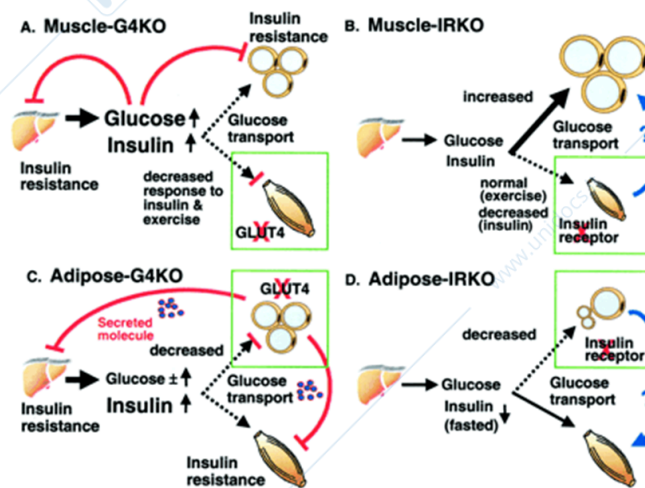 A. Muscle-G4KO
Insulin
resistance
Glucose ↑
Insulin ↑
Glucose
transport
Insulin
resistance
decreased
response to
insulin &
exercise
GLUT4
X
B. Muscle-IRKO
increased
Glucose
Insulin
Glucose
transport
?
normal
(exercise)
decreased
(insulin)
Insulin
receptor
X
C. Adipose-G4KO
GLUT4
X
Secreted
molecule
decreased
Glucose ± ↑
Insulin ↑
Glucose
transport
Insulin
resistance
Insulin
resistance
D. Adipose-IRKO
decreased
Insulin
receptor
X
Glucose
Insulin ↓
(fasted)
Glucose
transport
www.unidocs